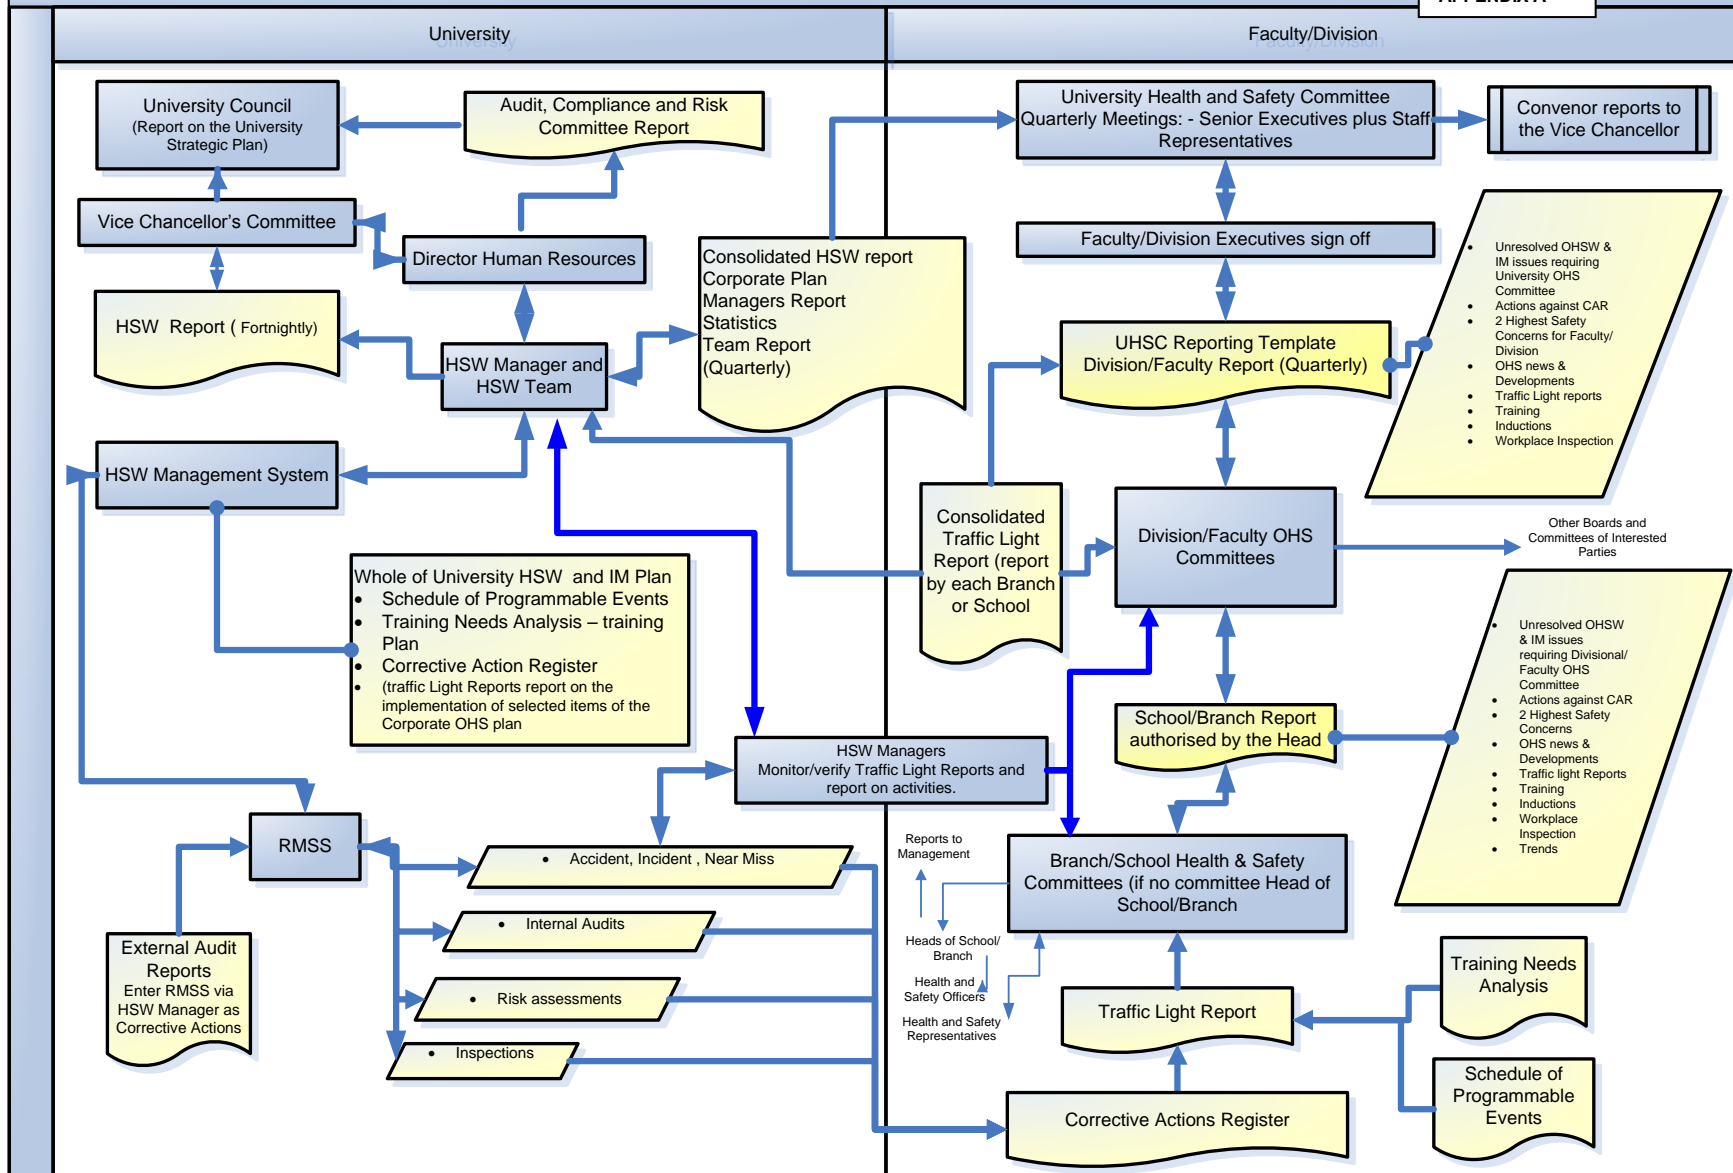 APPENDIX A
University
Faculty/Division
University Council
(Report on the University
Strategic Plan)
Audit, Compliance and Risk
Committee Report
Vice Chancellor's Committee
Director Human Resources
HSW  Report ( Fortnightly)
HSW Manager and
HSW Team
Consolidated HSW report
Corporate Plan
Managers Report
Statistics
Team Report
(Quarterly)
HSW Management System
Whole of University HSW  and IM Plan
• Schedule of Programmable Events
• Training Needs Analysis – training
Plan
• Corrective Action Register
• (traffic Light Reports report on the
implementation of selected items of the
Corporate OHS plan
HSW Managers
Monitor/verify Traffic Light Reports and
report on activities.
RMSS
• Accident, Incident , Near Miss
• Internal Audits
• Risk assessments
• Inspections
External Audit
Reports
Enter RMSS via
HSW Manager as
Corrective Actions
University Health and Safety Committee
Quarterly Meetings: - Senior Executives plus Staff
Representatives
Convenor reports to
the Vice Chancellor
Faculty/Division Executives sign off
UHSC Reporting Template
Division/Faculty Report (Quarterly)
• Unresolved OHSW &
IM issues requiring
University OHS
Committee
• Actions against CAR
• 2 Highest Safety
Concerns for Faculty/
Division
• OHS news &
Developments
• Traffic Light reports
• Training
• Inductions
• Workplace Inspection
Consolidated
Traffic Light
Report (report
by each Branch
or School
Division/Faculty OHS
Committees
Other Boards and
Committees of Interested
Parties
School/Branch Report
authorised by the Head
• Unresolved OHSW
& IM issues
requiring Divisional/
Faculty OHS
Committee
• Actions against CAR
• 2 Highest Safety
Concerns
• OHS news &
Developments
• Traffic light Reports
• Training
• Inductions
• Workplace
Inspection
• Trends
Reports to
Management
Branch/School Health & Safety
Committees (if no committee Head of
School/Branch
Heads of School/
Branch
Health and
Safety Officers
Health and Safety
Representatives
Traffic Light Report
Training Needs
Analysis
Schedule of
Programmable
Events
Corrective Actions Register